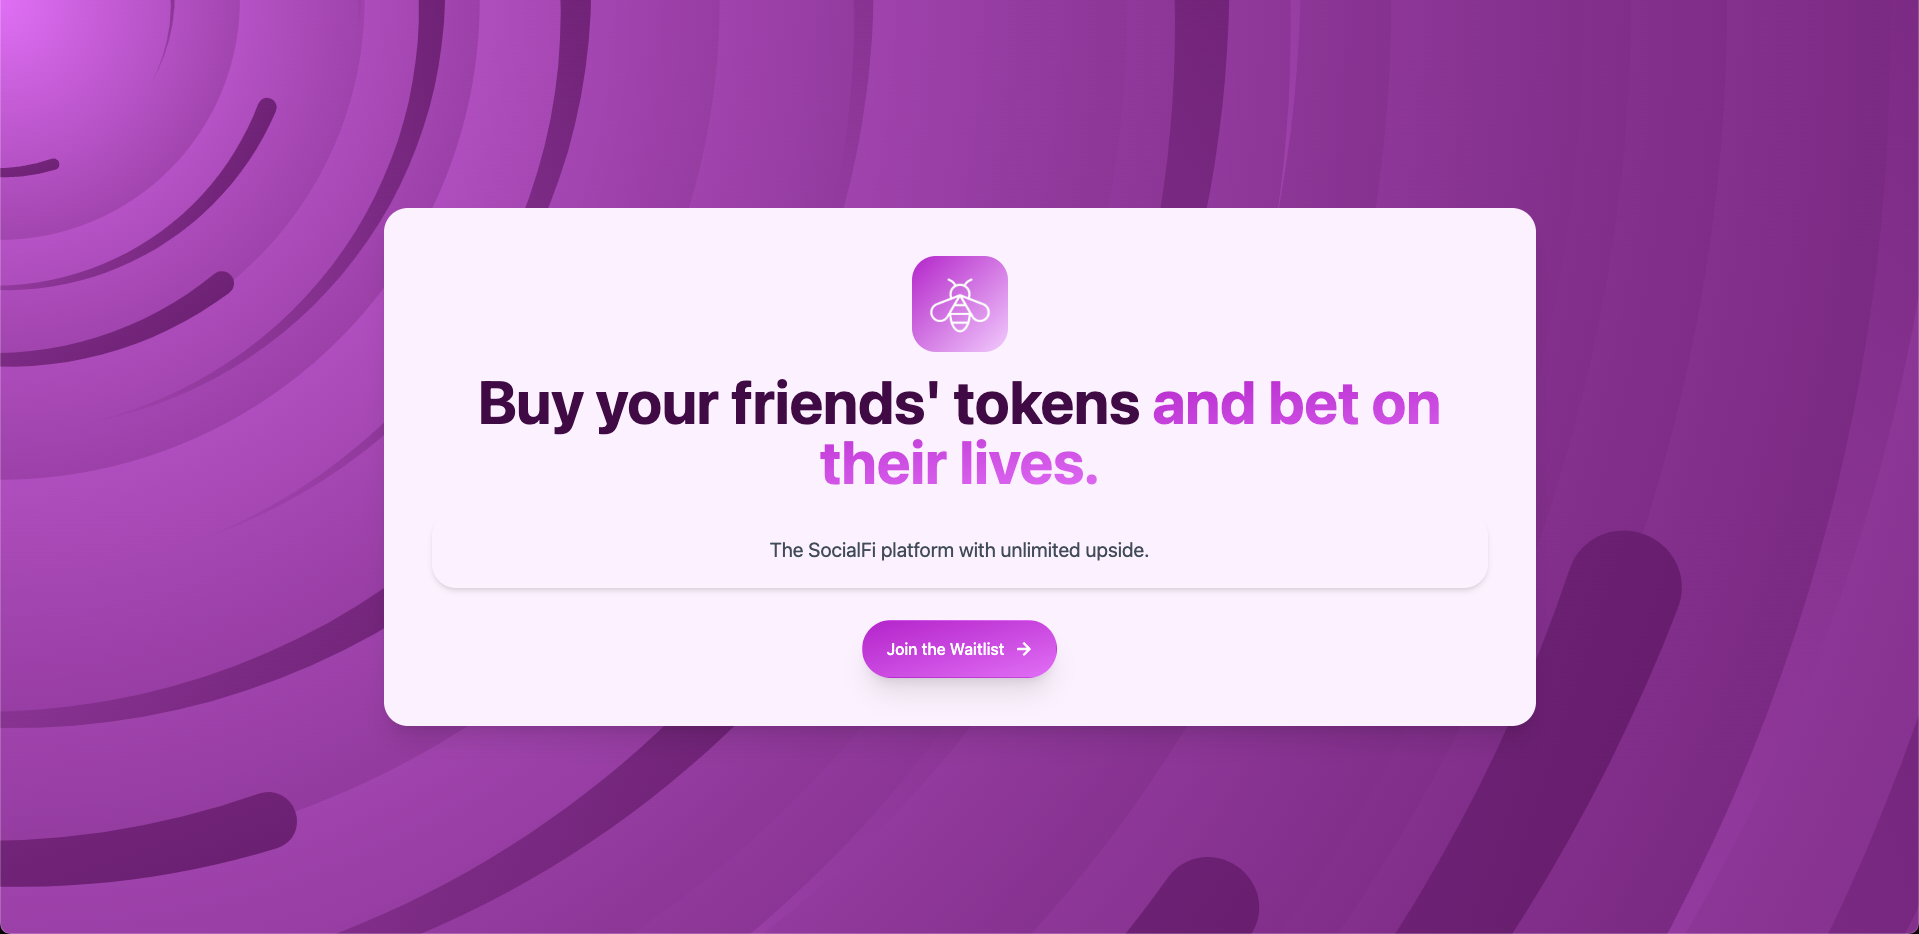 Buy your friends' tokens and bet on
their lives.
The SocialFi platform with unlimited upside.
Join the Waitlist